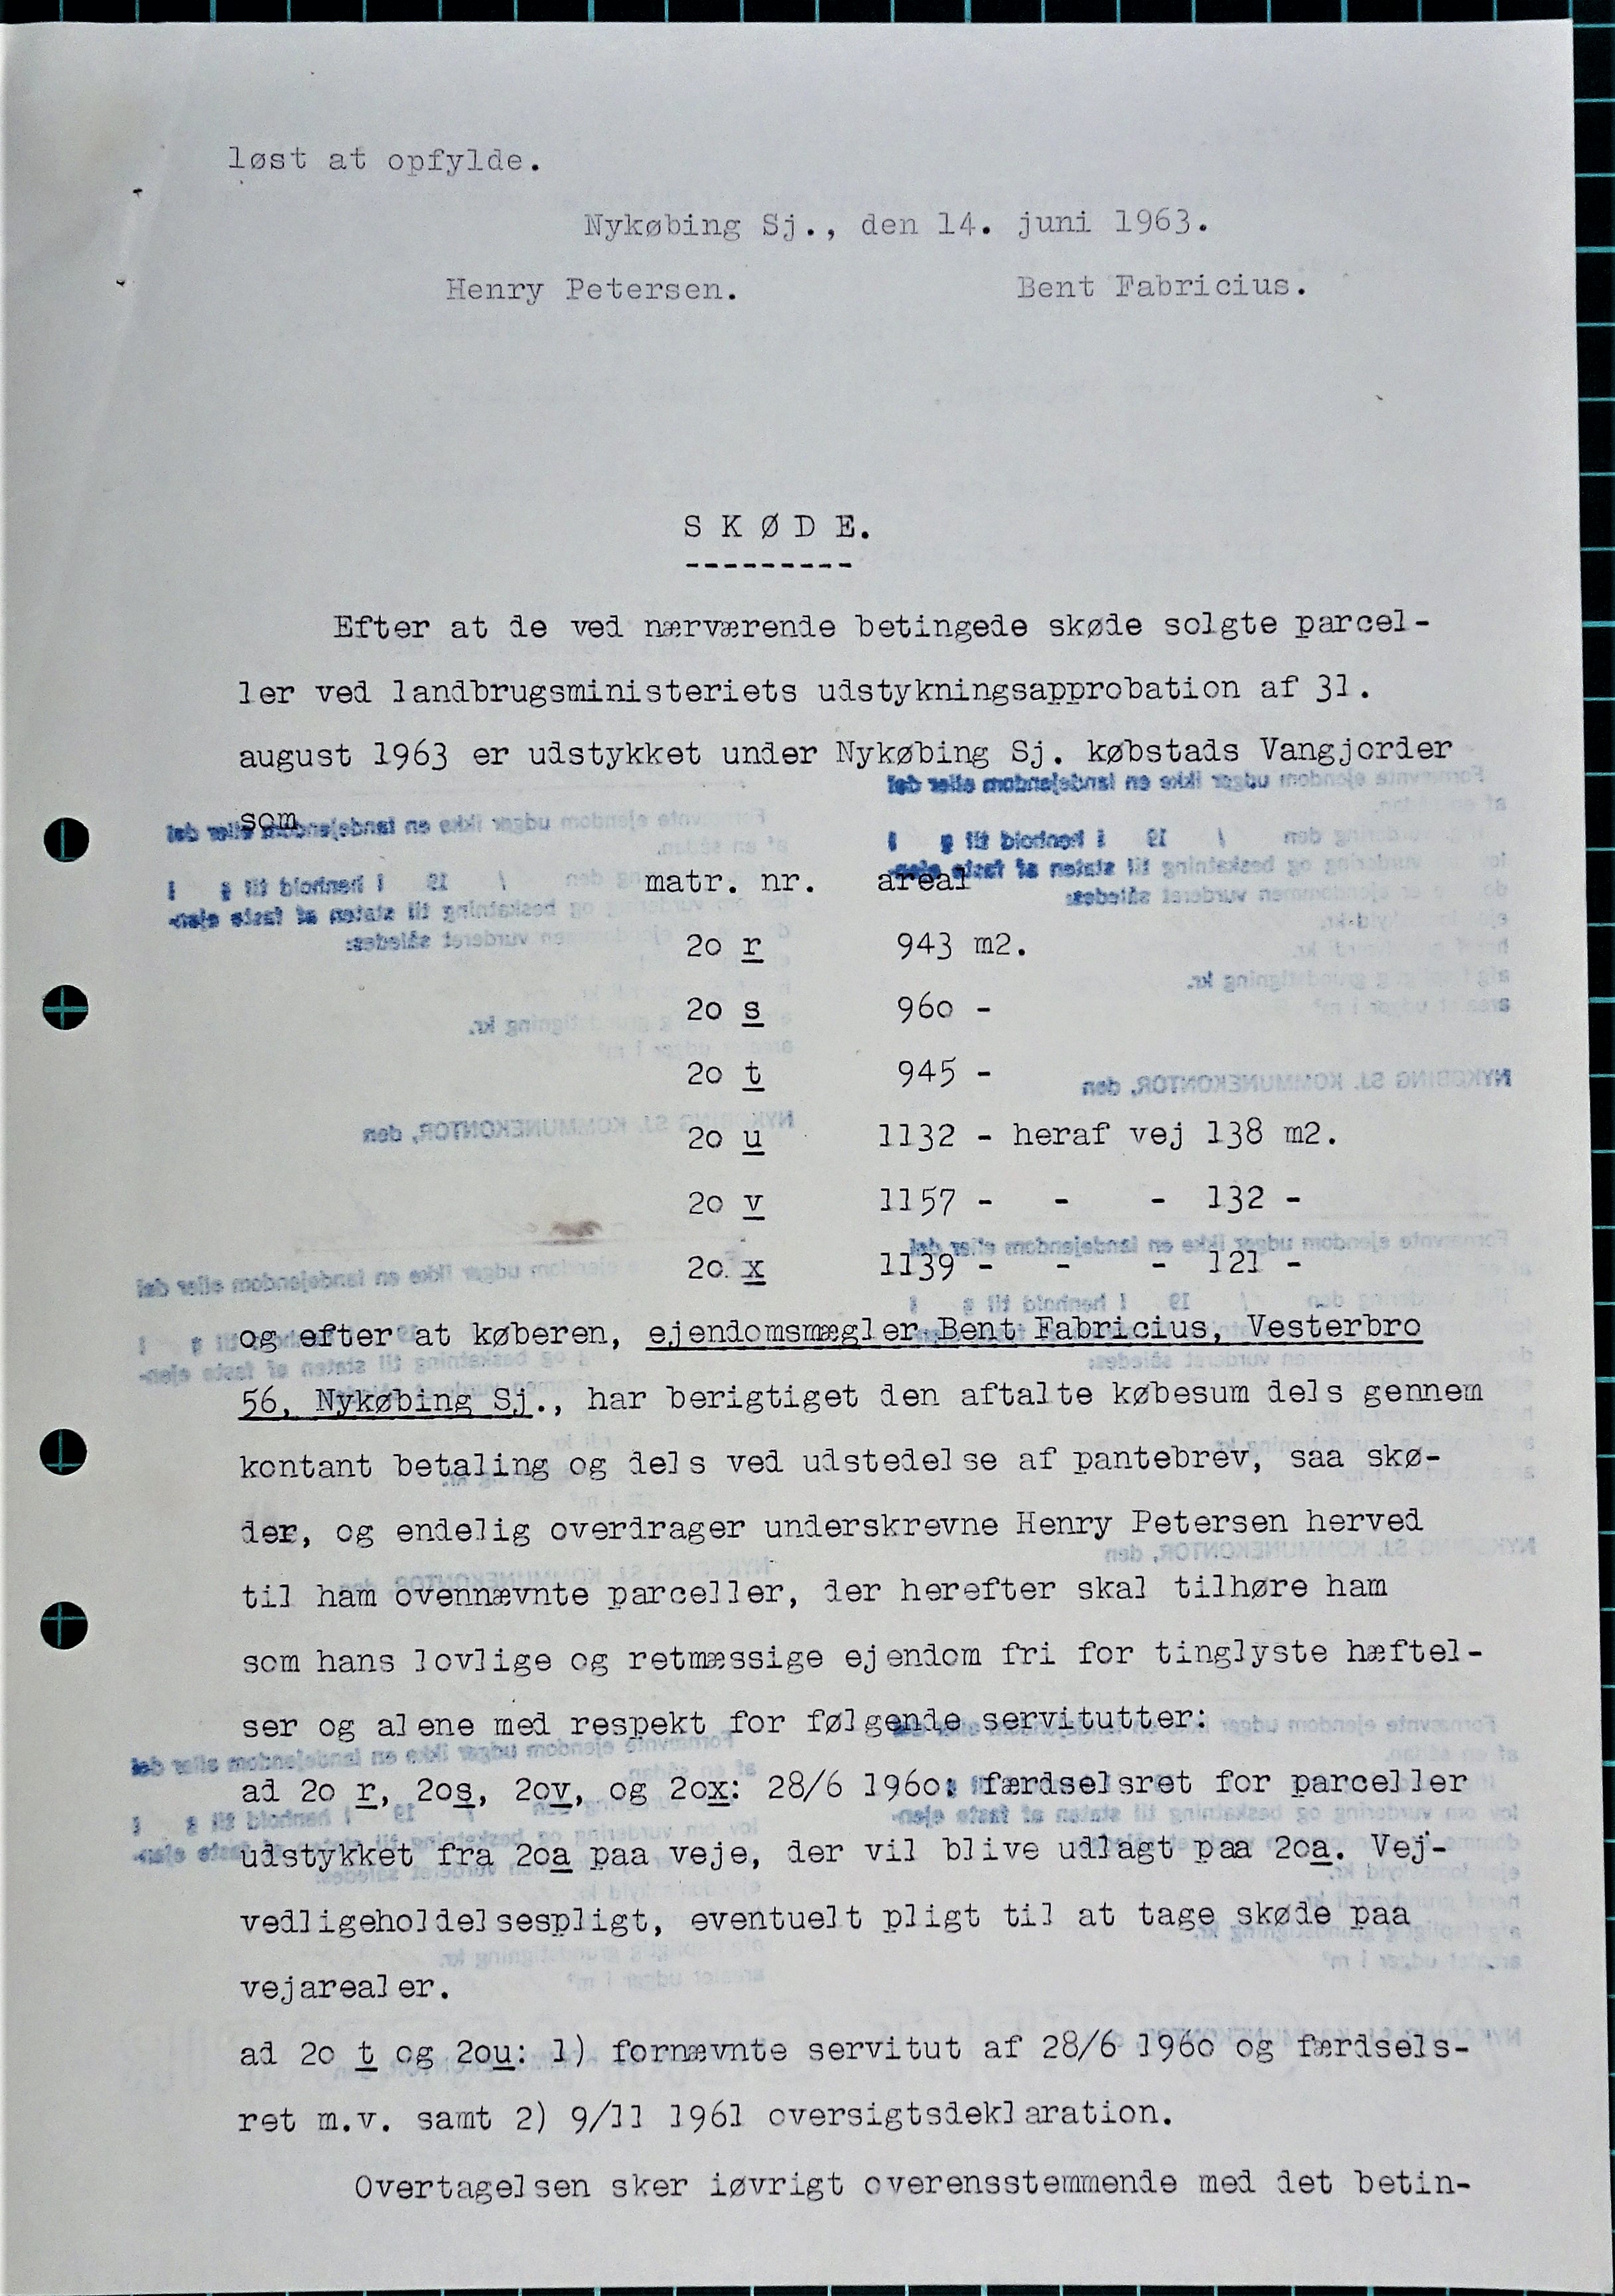 løst at opfylde.
Nykøbing Sj., den 14. juni 1963.
Henry Petersen. Bent Fabricius.
S K Ø D E.
---------
Efter at de ved nærværende betingede skøde solgte parcel-
ler ved landbrugsministeriets udstykningsapprobation af 31.
august 1963 er udstykket under Nykøbing Sj. købstads Vangjorder
som
matr. nr. areal
2o r 943 m2.
2o s 96o -
2o t 945 -
2o u 1132 - heraf vej 138 m2.
2o v 1157 - - - 132 -
2o x 1139 - - - 121 -
og efter at køberen, ejendomsmægler Bent Fabricius, Vesterbro
56, Nykøbing Sj., har berigtiget den aftalte købesum dels gennem
kontant betaling og dels ved udstedelse af pantebrev, saa skø-
der, og endelig overdrager underskrevne Henry Petersen herved
til ham ovennævnte parceller, der herefter skal tilhøre ham
som hans lovlige og retmæssige ejendom fri for tinglyste hæftel-
ser og alene med respekt for følgende servitutter:
ad 2o r, 2os, 2ov, og 2ox: 28/6 196o: færdselsret for parceller
udstykket fra 2oa paa veje, der vil blive udlagt paa 2oa. Vej-
vedligeholdelsespligt, eventuelt pligt til at tage skøde paa
vejarealer.
ad 2o t og 2ou: 1) fornævnte servitut af 28/6 196o og færdsels-
ret m.v. samt 2) 9/11 1961 oversigtsdeklaration.
Overtagelsen sker iøvrigt overensstemmende med det betin-